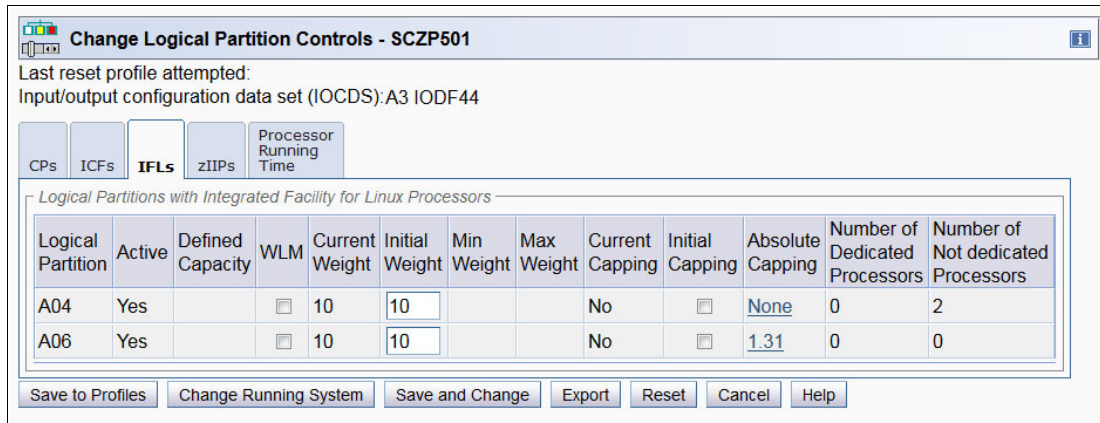 Change Logical Partition Controls - SCZP501
i
Last reset profile attempted:
Input/output configuration data set (IOCDS):A3 IODF44
CPs ICFs IFLs zIIPs Processor Running Time
Logical Partitions with Integrated Facility for Linux Processors
Logical Partition Active Defined Capacity WLM Current Weight Initial Weight Min Weight Max Weight Current Capping Initial Capping Absolute Capping Number of Dedicated Processors Number of Not dedicated Processors
A04 Yes 10 10 No None 0 2
A06 Yes 10 10 No 1.31 0 0
Save to Profiles Change Running System Save and Change Export Reset Cancel Help